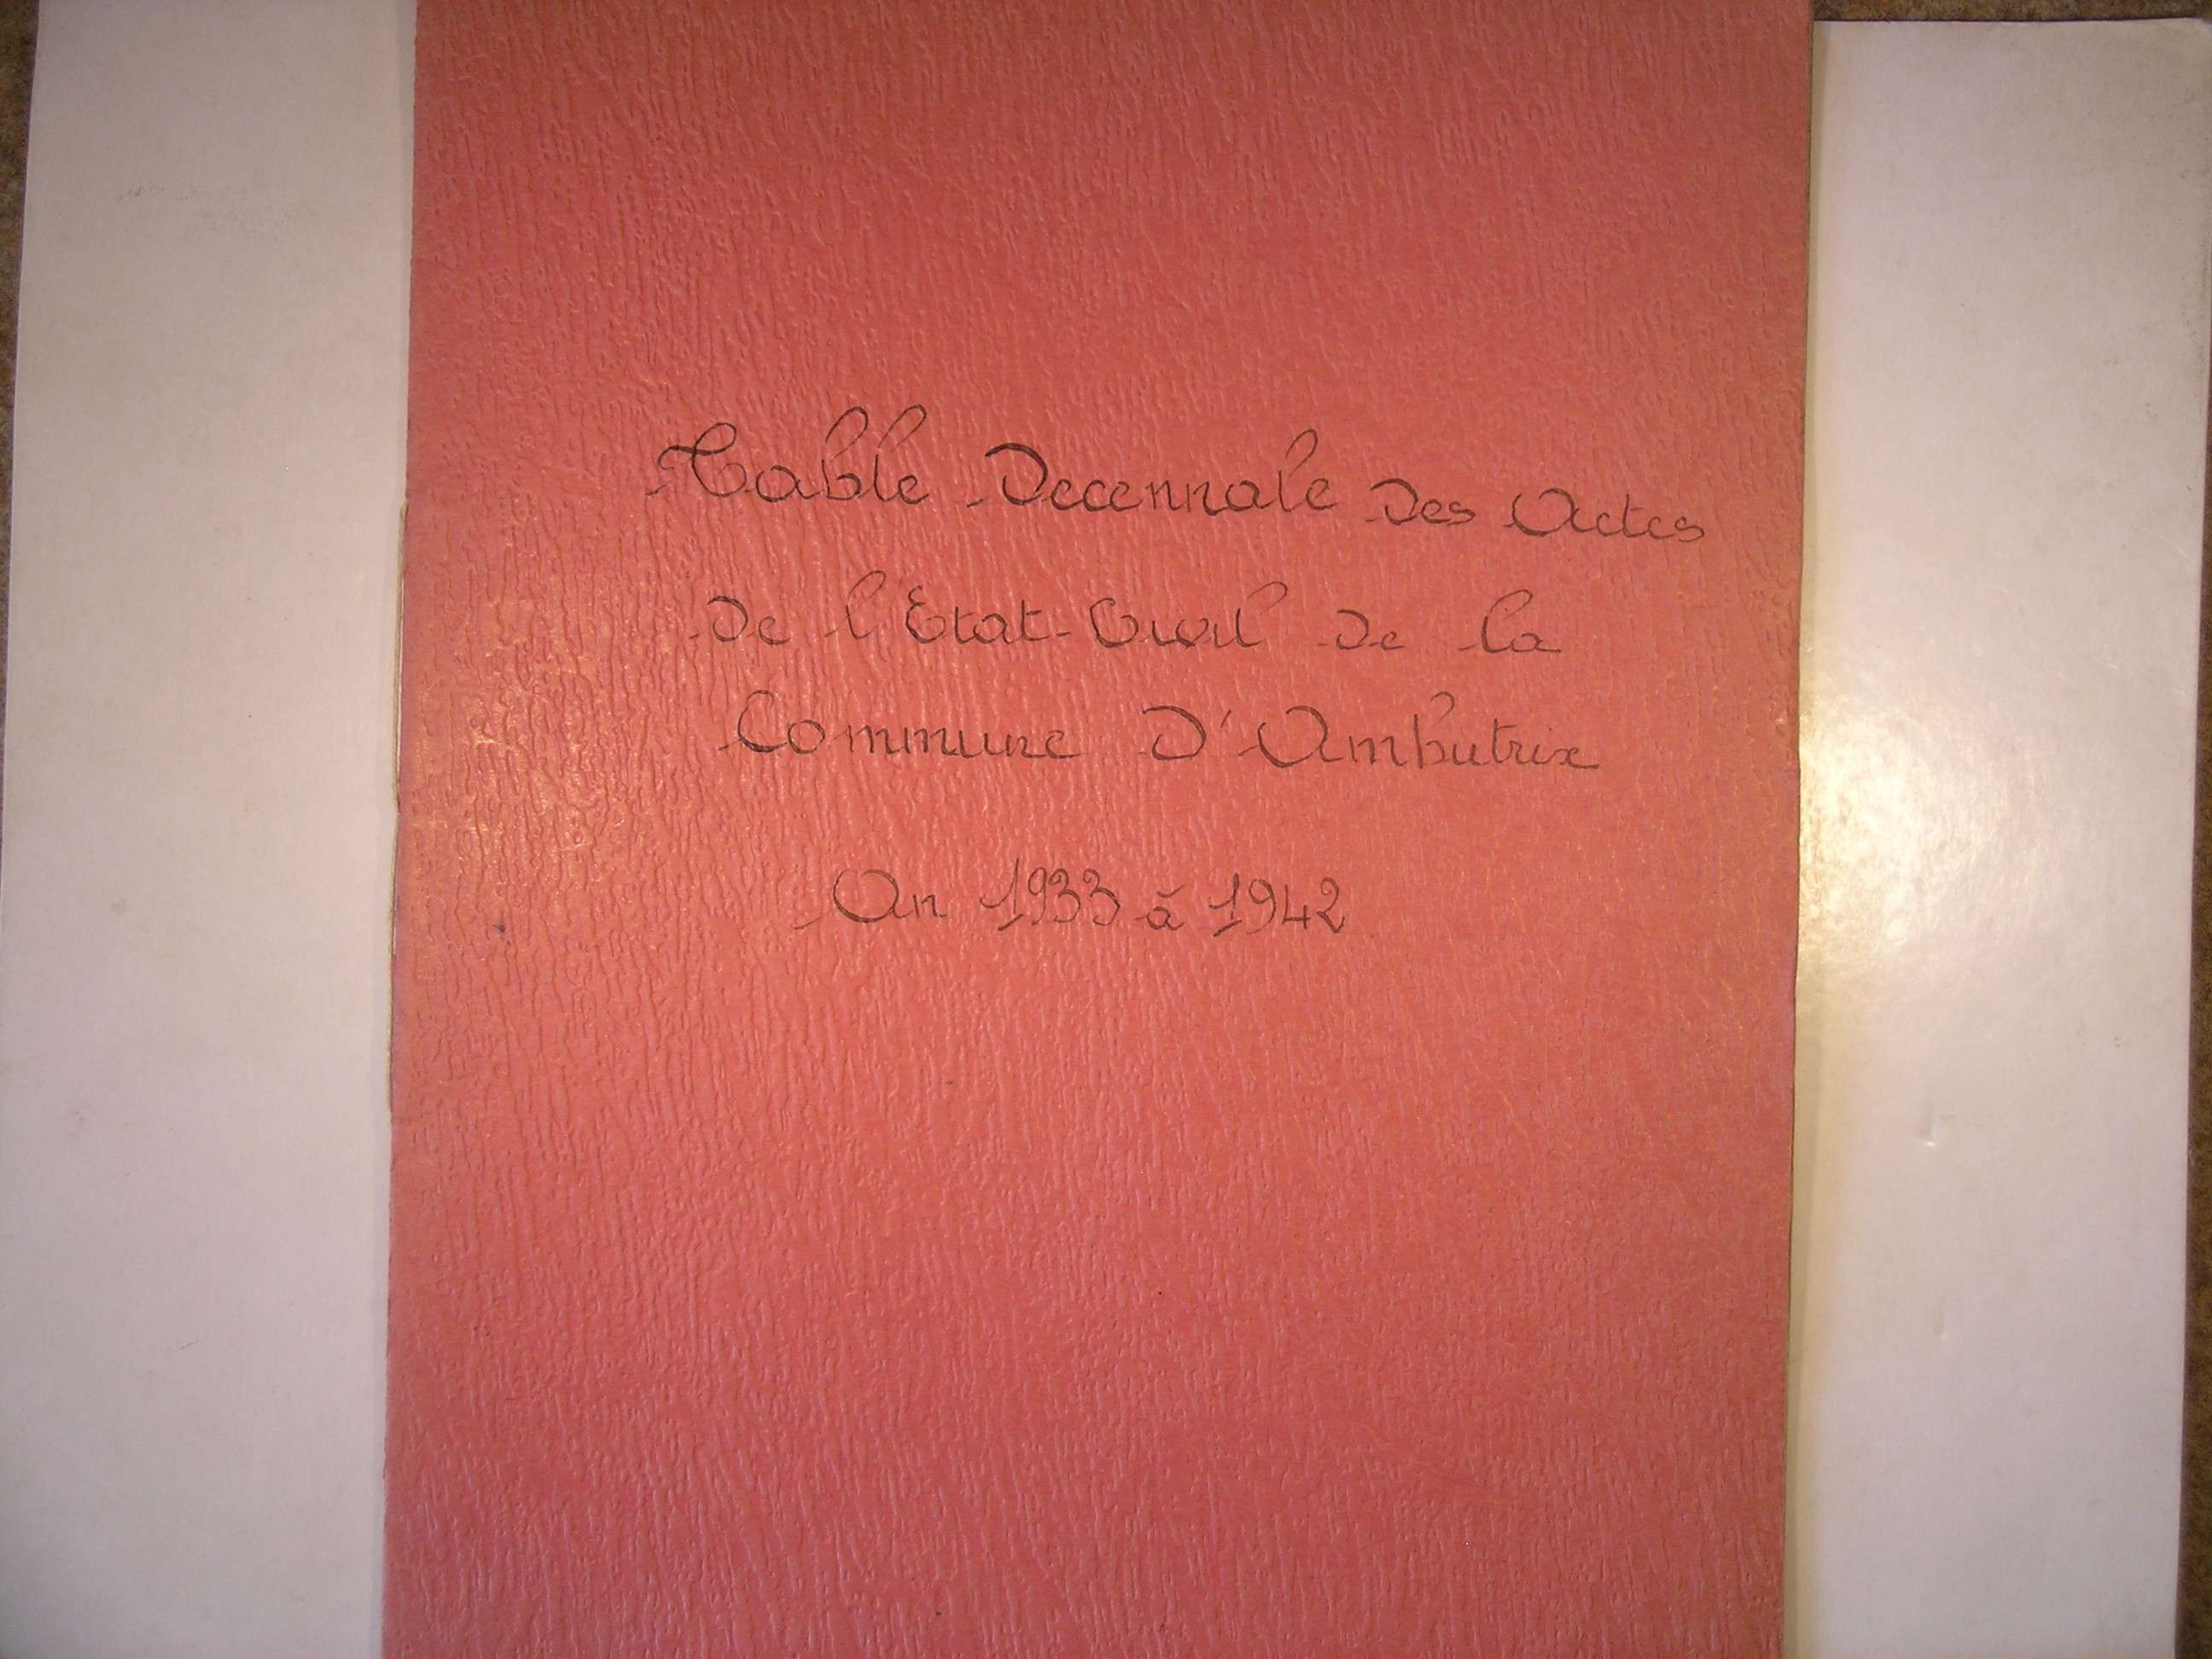 Table Decennale Des Actes
De l'Etat-Civil De la
Commune D'Ambutrix
An 1933 à 1942